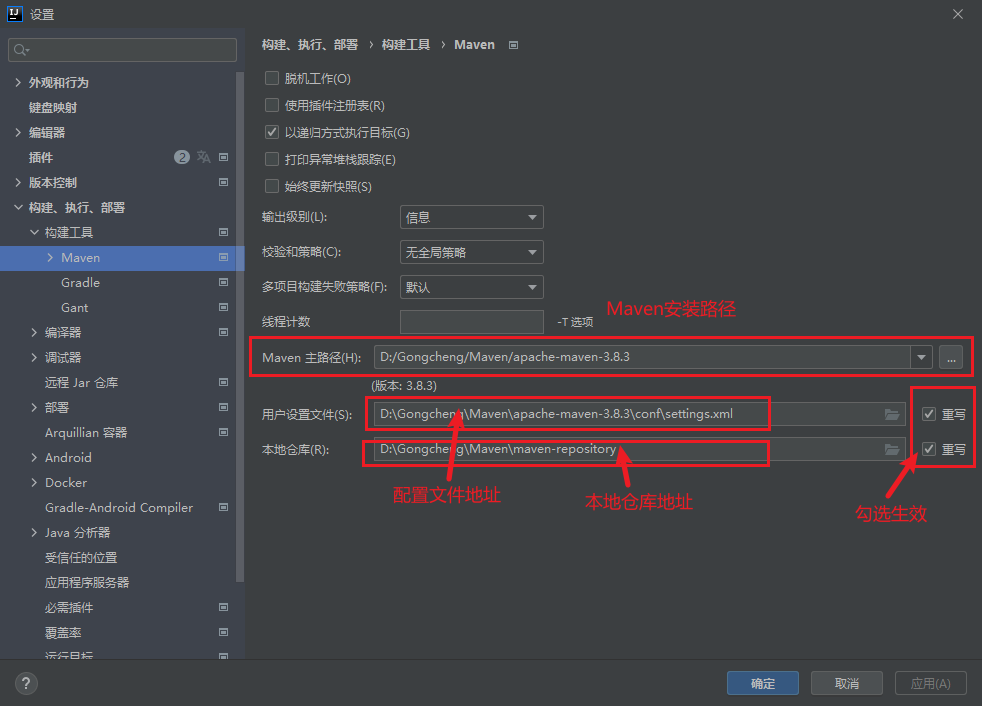 设置
构建、执行、部署 › 构建工具 › Maven
外观和行为
键盘映射
编辑器
插件 2
版本控制
构建、执行、部署
构建工具
Maven
Gradle
Gant
编译器
调试器
远程 Jar 仓库
部署
Arquillian 容器
Android
Docker
Gradle-Android Compiler
Java 分析器
受信任的位置
应用程序服务器
必需插件
覆盖率
运行目标
脱机工作(O)
使用插件注册表(R)
以递归方式执行目标(G)
打印异常堆栈跟踪(E)
始终更新快照(S)
输出级别(L): 信息
校验和策略(C): 无全局策略
多项目构建失败策略(F): 默认
线程计数 -T 选项
Maven安装路径
Maven 主路径(H): D:/Gongcheng/Maven/apache-maven-3.8.3 ...
(版本: 3.8.3)
用户设置文件(S): D:\Gongcheng\Maven\apache-maven-3.8.3\conf\settings.xml 重写
本地仓库(R): D:\Gongcheng\Maven\maven-repository 重写
配置文件地址
本地仓库地址
勾选生效
? 确定 取消 应用(A)